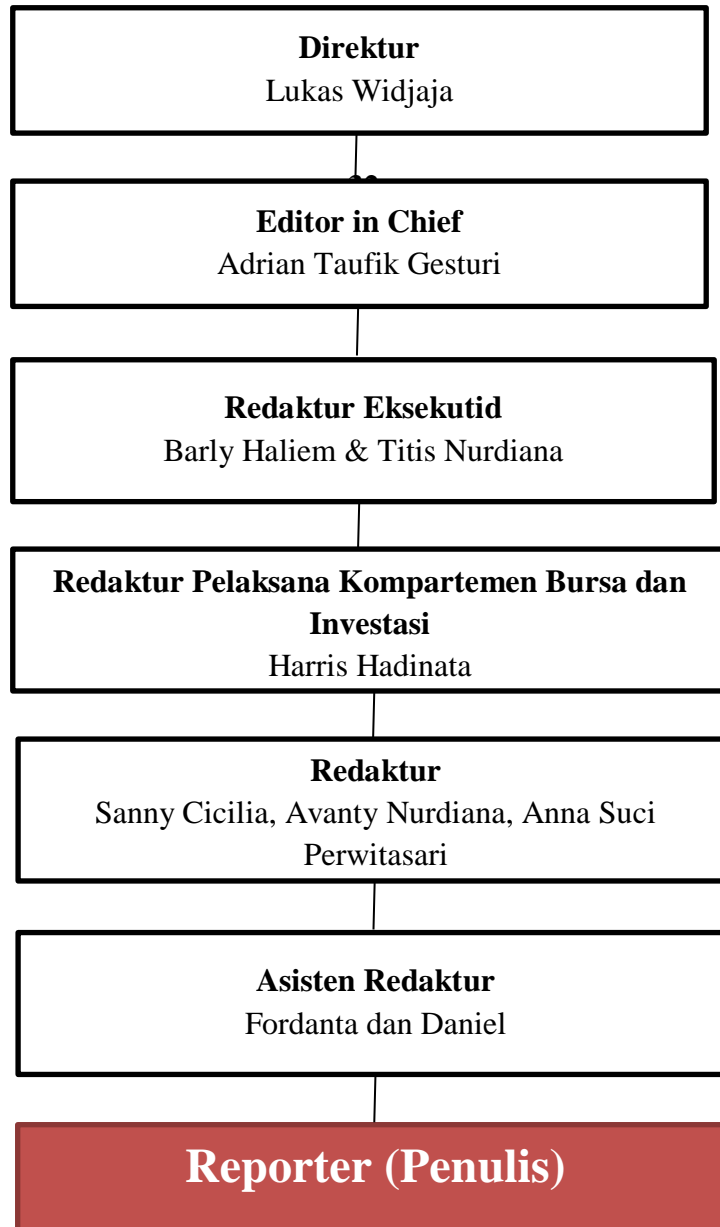 Direktur
Lukas Widjaja
Editor in Chief
Adrian Taufik Gesturi
Redaktur Eksekutid
Barly Haliem & Titis Nurdiana
Redaktur Pelaksana Kompartemen Bursa dan
Investasi
Harris Hadinata
Redaktur
Sanny Cicilia, Avanty Nurdiana, Anna Suci
Perwitasari
Asisten Redaktur
Fordanta dan Daniel
Reporter (Penulis)